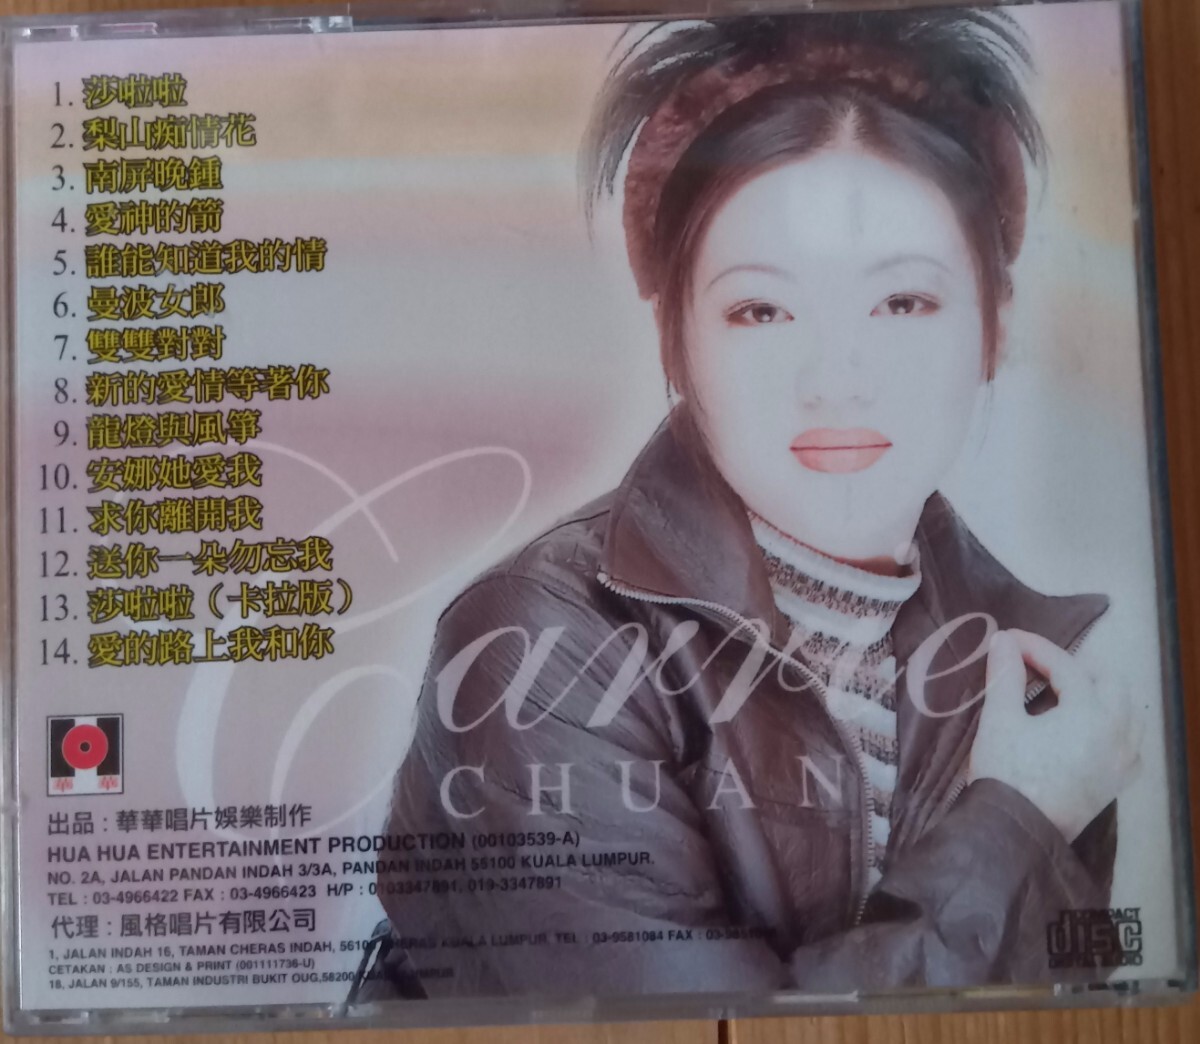 1. 莎啦啦
2. 梨山痴情花
3. 南屏晚鍾
4. 愛神的箭
5. 誰能知道我的情
6. 曼波女郎
7. 雙雙對對
8. 新的愛情等著你
9. 龍燈與風箏
10. 安娜她愛我
11. 求你離開我
12. 送你一朵勿忘我
13. 莎啦啦（卡拉版）
14. 愛的路上我和你
Carrie
CHUAN
華 華
出品 : 華華唱片娛樂制作
HUA HUA ENTERTAINMENT PRODUCTION (00103539-A)
NO. 2A, JALAN PANDAN INDAH 3/3A, PANDAN INDAH 55100 KUALA LUMPUR.
TEL : 03-4966422 FAX : 03-4966423 H/P : 019-3347891
代理 : 風格唱片有限公司
1, JALAN INDAH 16, TAMAN CHERAS INDAH, 56100 CHERAS KUALA LUMPUR. TEL : 03-9581084 FAX :
CETAKAN : AS DESIGN & PRINT (001111736-U)
18, JALAN 9/155, TAMAN INDUSTRI BUKIT OUG,58200 KUALA LUMPUR
COMPACT
disc
DIGITAL AUDIO